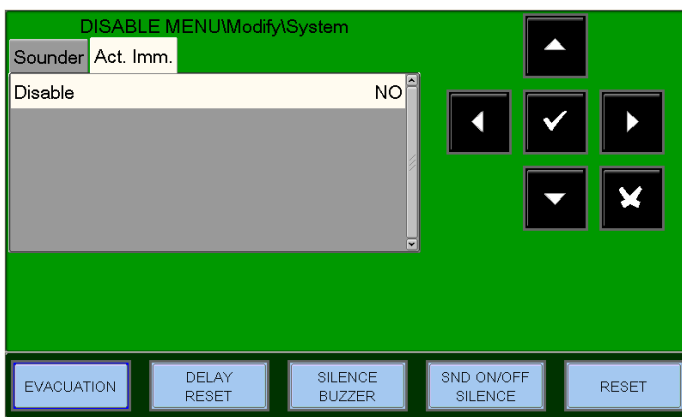 DISABLE MENU\Modify\System
Sounder Act. Imm.
Disable NO
EVACUATION DELAY RESET SILENCE BUZZER SND ON/OFF SILENCE RESET